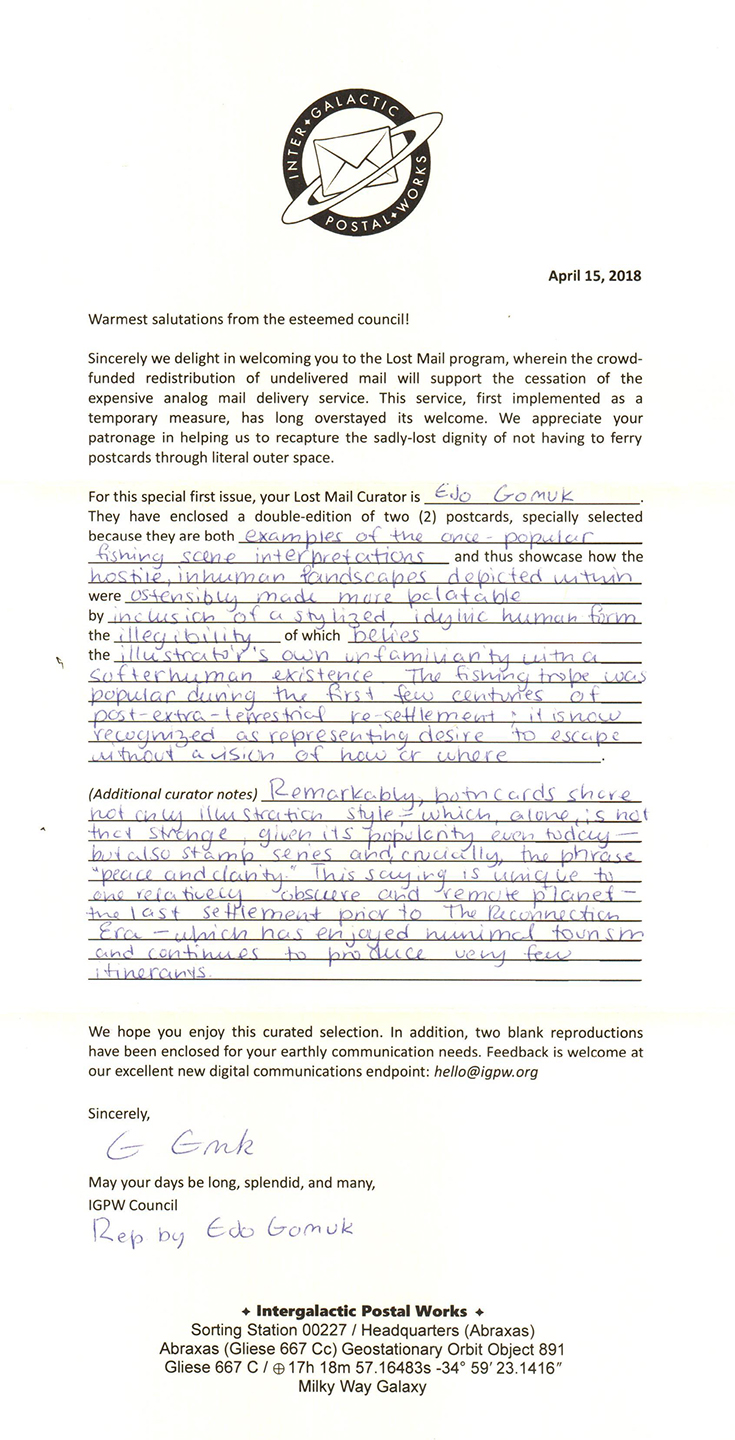 INTER✦GALACTIC
POSTAL✦WORKS
April 15, 2018
Warmest salutations from the esteemed council!
Sincerely we delight in welcoming you to the Lost Mail program, wherein the crowd-
funded redistribution of undelivered mail will support the cessation of the
expensive analog mail delivery service. This service, first implemented as a
temporary measure, has long overstayed its welcome. We appreciate your
patronage in helping us to recapture the sadly-lost dignity of not having to ferry
postcards through literal outer space.
For this special first issue, your Lost Mail Curator is Edo Gomuk.
They have enclosed a double-edition of two (2) postcards, specially selected
because they are both examples of the once-popular
fishing scene interpretations and thus showcase how the
hostile, inhuman landscapes depicted within
were ostensibly made more palatable
by inclusion of a stylized, idyllic human form
the illegibility of which belies
the illustrator's own unfamiliarity with a
softer human existence. The fishing trope was
popular during the first few centuries of
post-extra-terrestrial re-settlement; it is now
recognized as representing desire to escape
without a vision of how or where.
(Additional curator notes) Remarkably, both cards share
not only illustration style – which, alone, is not
that strange, given its popularity even today –
but also stamp series and, crucially, the phrase
"peace and clarity." This saying is unique to
one relatively obscure and remote planet –
the last settlement prior to The Reconnection
Era – which has enjoyed minimal tourism
and continues to produce very few
itinerants.
We hope you enjoy this curated selection. In addition, two blank reproductions
have been enclosed for your earthly communication needs. Feedback is welcome at
our excellent new digital communications endpoint: hello@igpw.org
Sincerely,
E Gmk
May your days be long, splendid, and many,
IGPW Council
Rep by Edo Gomuk
✦ Intergalactic Postal Works ✦
Sorting Station 00227 / Headquarters (Abraxas)
Abraxas (Gliese 667 Cc) Geostationary Orbit Object 891
Gliese 667 C / ⊕17h 18m 57.16483s -34° 59′ 23.1416″
Milky Way Galaxy